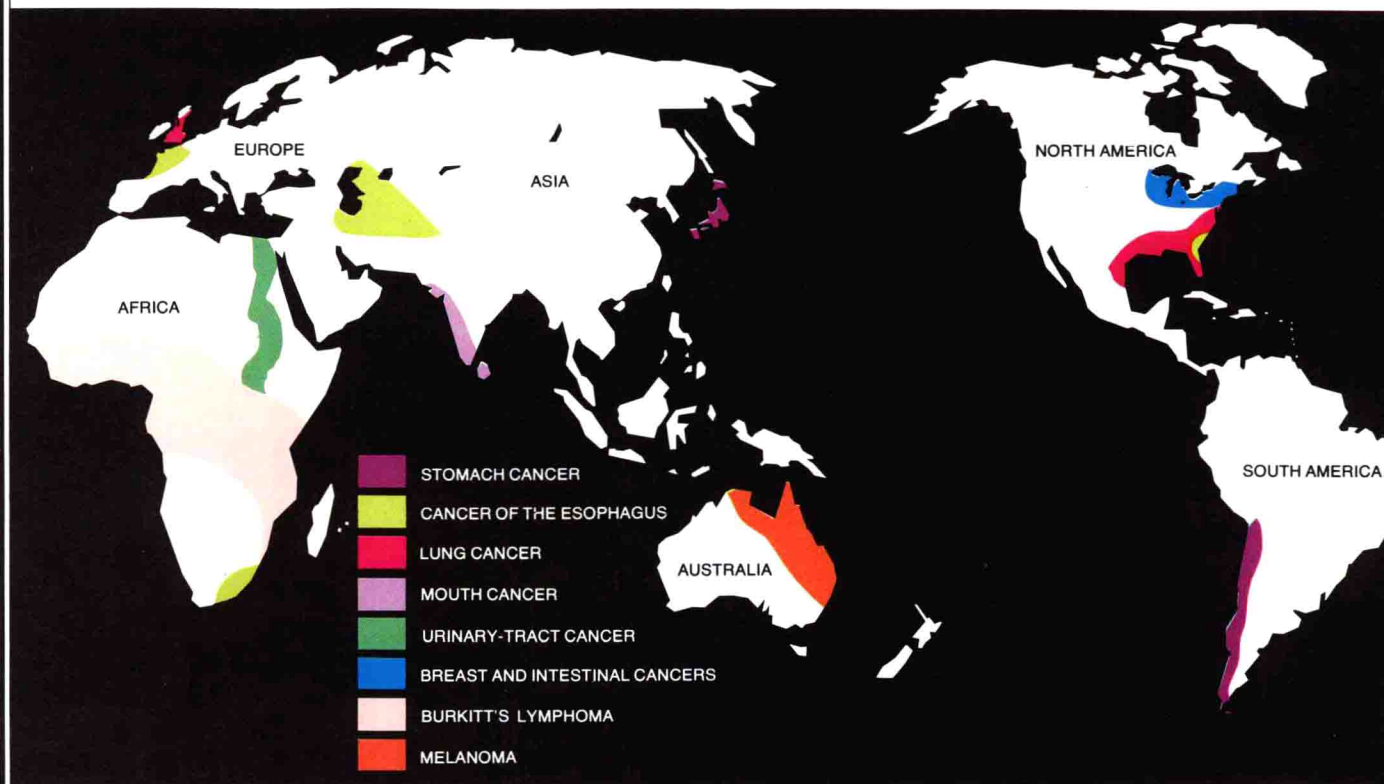 EUROPE
ASIA
NORTH AMERICA
AFRICA
SOUTH AMERICA
AUSTRALIA
STOMACH CANCER
CANCER OF THE ESOPHAGUS
LUNG CANCER
MOUTH CANCER
URINARY-TRACT CANCER
BREAST AND INTESTINAL CANCERS
BURKITT'S LYMPHOMA
MELANOMA